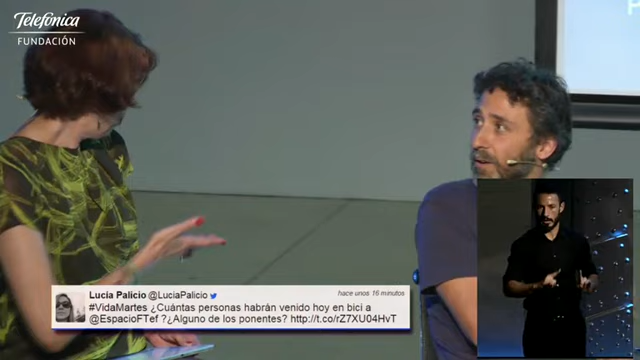 Telefónica
FUNDACIÓN
Lucía Palicio @LuciaPalicio
hace unos 16 minutos
#VidaMartes ¿Cuántas personas habrán venido hoy en bici a
@EspacioFTef ?¿Alguno de los ponentes? http://t.co/rZ7XU04HvT